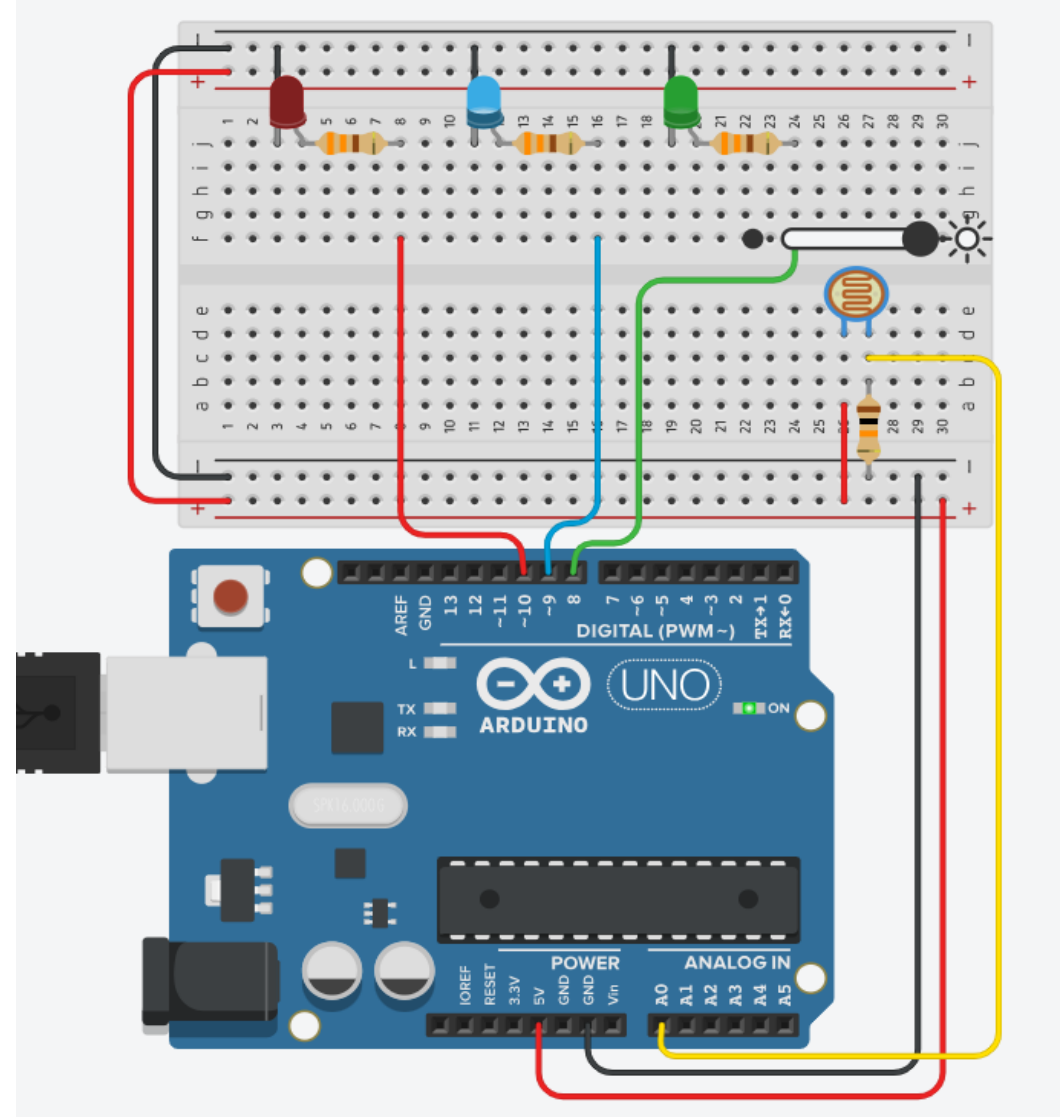 - -
+ +
1 2 3 5 6 7 8 9 10 11 13 14 15 16 17 18 19 20 21 22 23 24 25 26 27 28 29 30
j j
i i
h h
g g
f
e e
d d
c c
b b
a a
1 2 3 4 5 6 7 8 9 10 11 12 13 14 15 16 17 18 19 20 21 22 23 24 25 26 28 29 30
- -
+ +
AREF
GND
13
12
~11
~10
~9
8
7
~6
~5
4
~3
2
TX→1
RX←0
DIGITAL (PWM ~)
L
TX
RX
ARDUINO
UNO
ON
SPK16.000G
POWER
ANALOG IN
IOREF
RESET
3.3V
5V
GND
GND
Vin
A0
A1
A2
A3
A4
A5